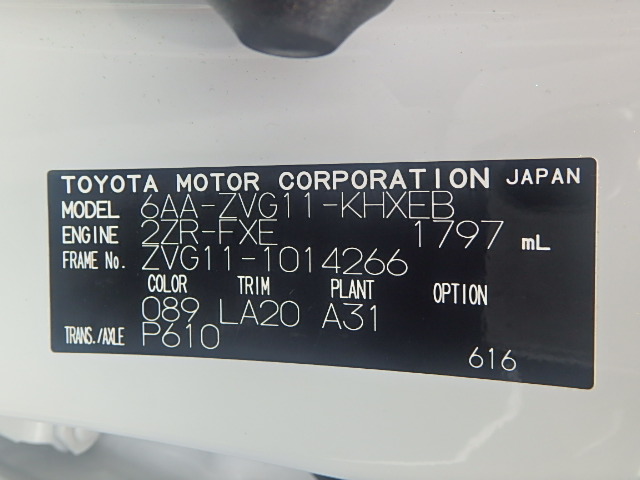 TOYOTA MOTOR CORPORATION JAPAN
MODEL 6AA-ZVG11-KHXEB
ENGINE 2ZR-FXE 1797 mL
FRAME No. ZVG11-1014266
COLOR TRIM PLANT OPTION
089 LA20 A31
TRANS./AXLE P610
616